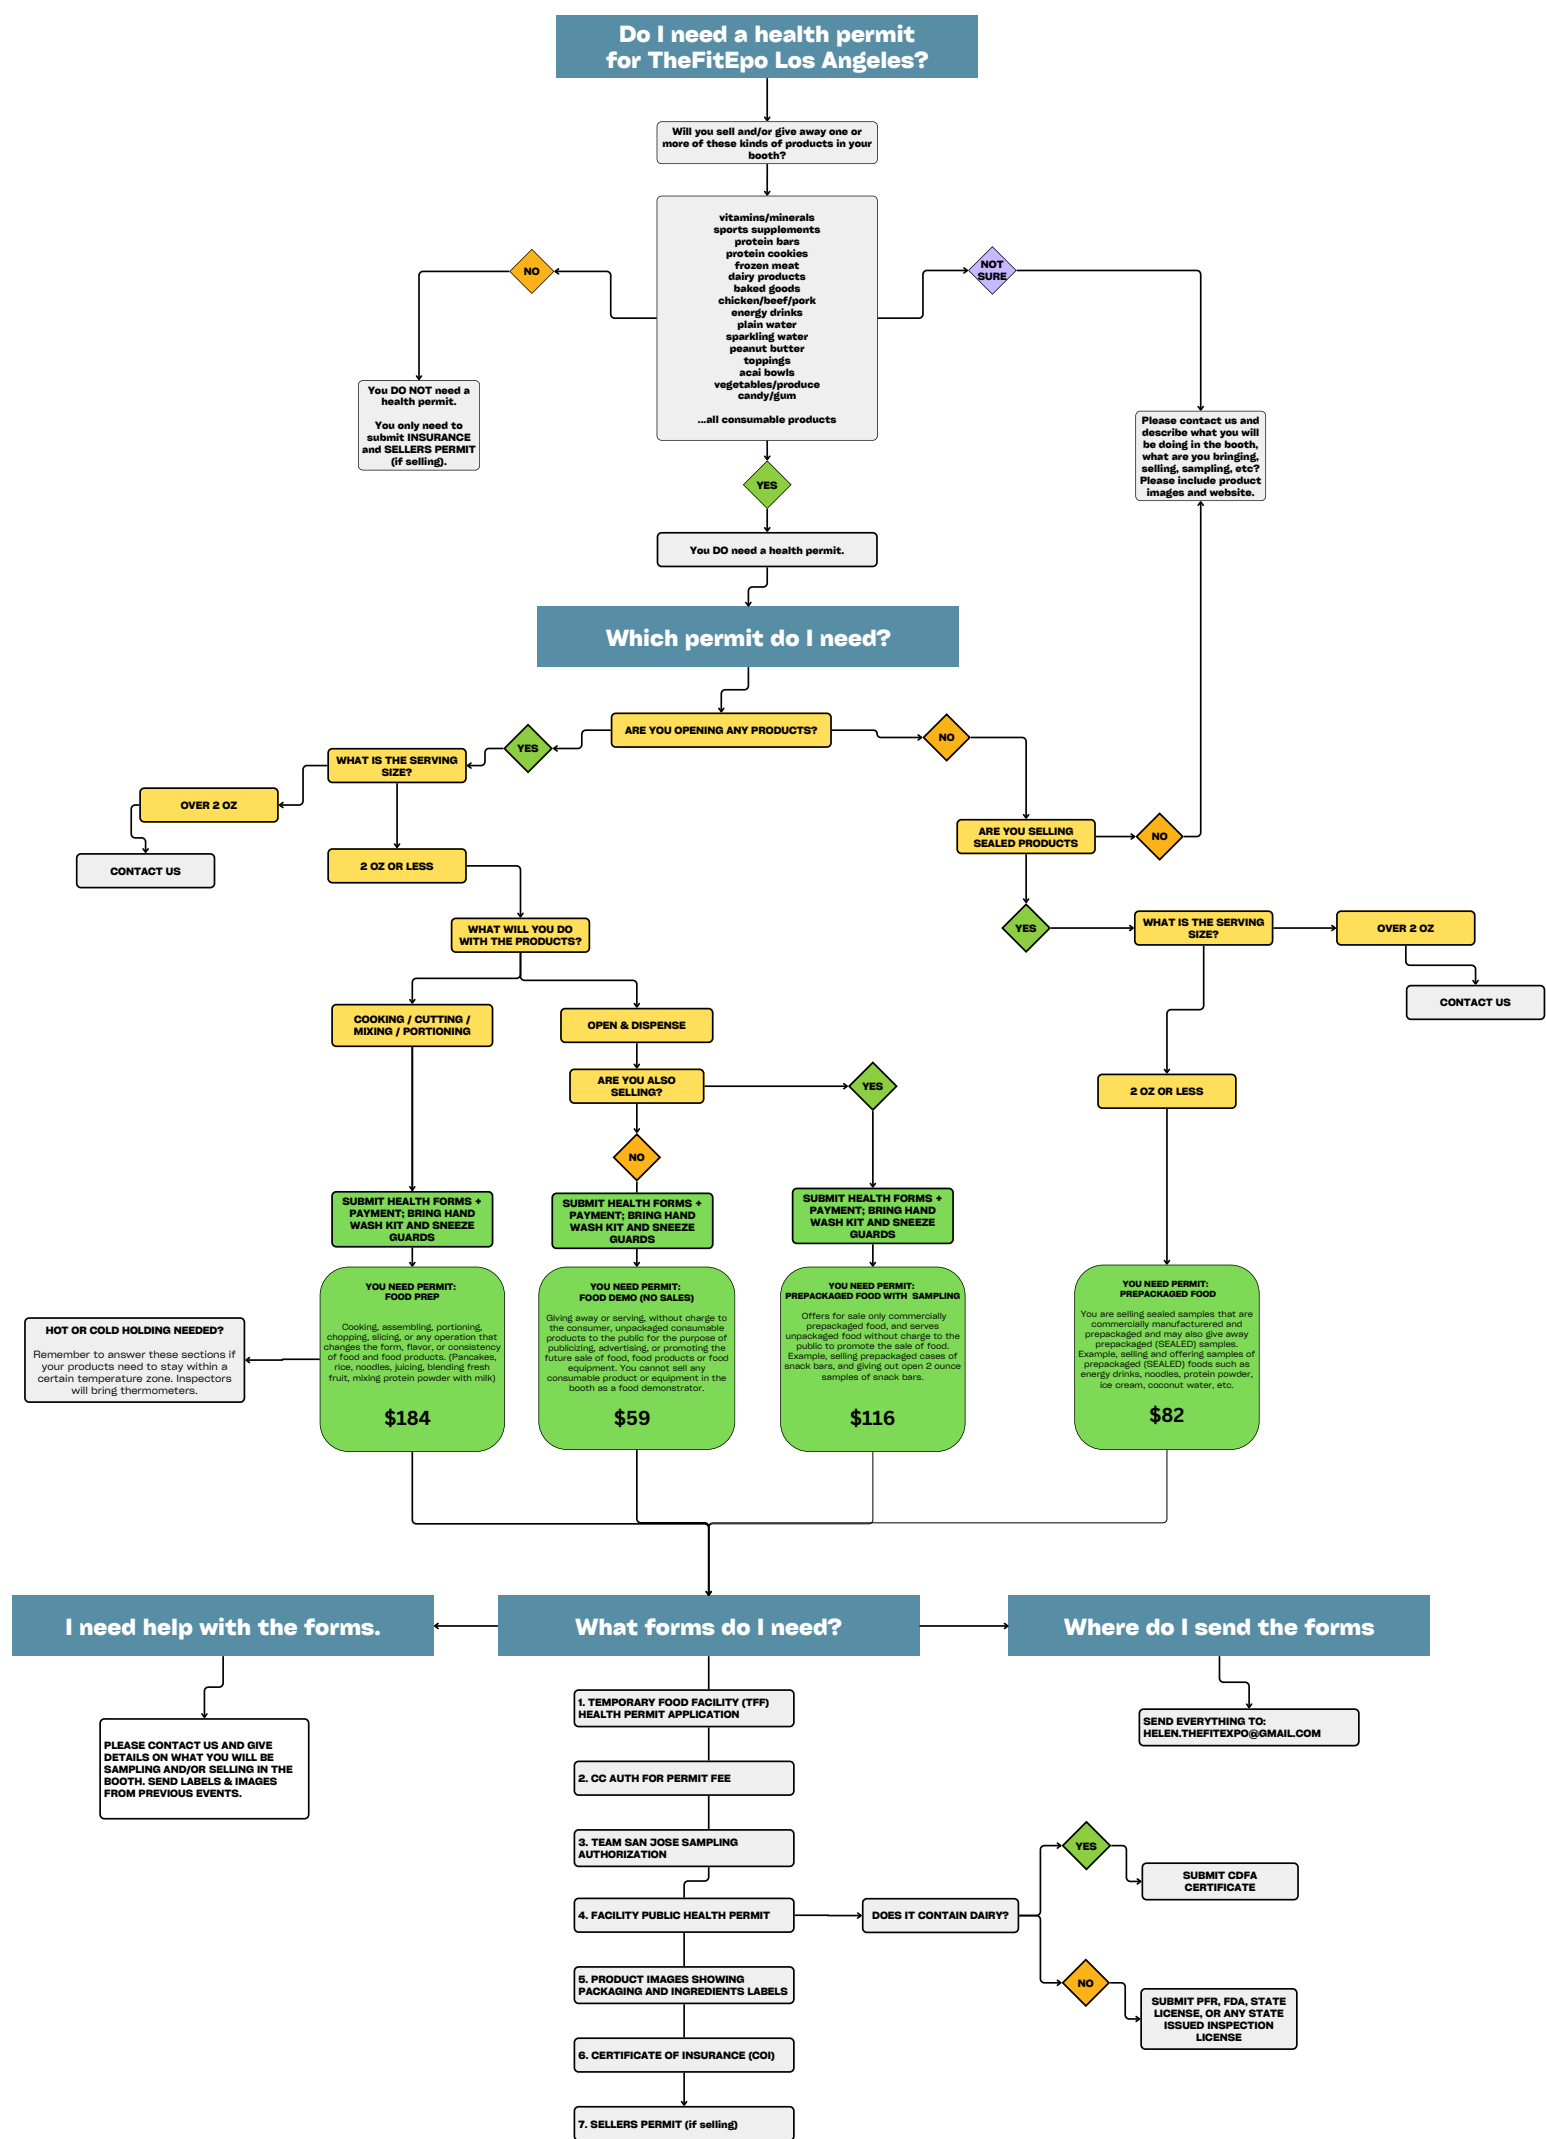 Do I need a health permit
for TheFitEpo Los Angeles?
Will you sell and/or give away one or
more of these kinds of products in your
booth?
vitamins/minerals
sports supplements
protein bars
protein cookies
frozen meat
dairy products
baked goods
chicken/beef/pork
energy drinks
plain water
sparkling water
peanut butter
toppings
acai bowls
vegetables/produce
candy/gum
...all consumable products
NO
NOT
SURE
You DO NOT need a
health permit.
You only need to
submit INSURANCE
and SELLERS PERMIT
(if selling).
Please contact us and
describe what you will
be doing in the booth,
what are you bringing,
selling, sampling, etc?
Please include product
images and website.
YES
You DO need a health permit.
Which permit do I need?
ARE YOU OPENING ANY PRODUCTS?
YES
NO
WHAT IS THE SERVING
SIZE?
OVER 2 OZ
CONTACT US
2 OZ OR LESS
ARE YOU SELLING
SEALED PRODUCTS
NO
YES
WHAT IS THE SERVING
SIZE?
OVER 2 OZ
CONTACT US
WHAT WILL YOU DO
WITH THE PRODUCTS?
COOKING / CUTTING /
MIXING / PORTIONING
OPEN & DISPENSE
ARE YOU ALSO
SELLING?
YES
NO
2 OZ OR LESS
SUBMIT HEALTH FORMS +
PAYMENT; BRING HAND
WASH KIT AND SNEEZE
GUARDS
SUBMIT HEALTH FORMS +
PAYMENT; BRING HAND
WASH KIT AND SNEEZE
GUARDS
SUBMIT HEALTH FORMS +
PAYMENT; BRING HAND
WASH KIT AND SNEEZE
GUARDS
HOT OR COLD HOLDING NEEDED?
Remember to answer these sections if
your products need to stay within a
certain temperature zone. Inspectors
will bring thermometers.
YOU NEED PERMIT:
FOOD PREP
Cooking, assembling, portioning,
chopping, slicing, or any operation that
changes the form, flavor, or consistency
of food and food products. (Pancakes,
rice, noodles, juicing, blending fresh
fruit, mixing protein powder with milk)
$184
YOU NEED PERMIT:
FOOD DEMO (NO SALES)
Giving away or serving, without charge to
the consumer, unpackaged consumable
products to the public for the purpose of
publicizing, advertising, or promoting the
future sale of food, food products or food
equipment. You cannot sell any
consumable product or equipment in the
booth as a food demonstrator.
$59
YOU NEED PERMIT:
PREPACKAGED FOOD WITH SAMPLING
Offers for sale only commercially
prepackaged food, and serves
unpackaged food without charge to the
public to promote the sale of food.
Example, selling prepackaged cases of
snack bars, and giving out open 2 ounce
samples of snack bars.
$116
YOU NEED PERMIT:
PREPACKAGED FOOD
You are selling sealed samples that are
commercially manufacturered and
prepackaged and may also give away
prepackaged (SEALED) samples.
Example, selling and offering samples of
prepackaged (SEALED) foods such as
energy drinks, noodles, protein powder,
ice cream, coconut water, etc.
$82
I need help with the forms.
What forms do I need?
Where do I send the forms
PLEASE CONTACT US AND GIVE
DETAILS ON WHAT YOU WILL BE
SAMPLING AND/OR SELLING IN THE
BOOTH. SEND LABELS & IMAGES
FROM PREVIOUS EVENTS.
1. TEMPORARY FOOD FACILITY (TFF)
HEALTH PERMIT APPLICATION
2. CC AUTH FOR PERMIT FEE
3. TEAM SAN JOSE SAMPLING
AUTHORIZATION
4. FACILITY PUBLIC HEALTH PERMIT
5. PRODUCT IMAGES SHOWING
PACKAGING AND INGREDIENTS LABELS
6. CERTIFICATE OF INSURANCE (COI)
7. SELLERS PERMIT (if selling)
SEND EVERYTHING TO:
HELEN.THEFITEXPO@GMAIL.COM
DOES IT CONTAIN DAIRY?
YES
SUBMIT CDFA
CERTIFICATE
NO
SUBMIT PFR, FDA, STATE
LICENSE, OR ANY STATE
ISSUED INSPECTION
LICENSE